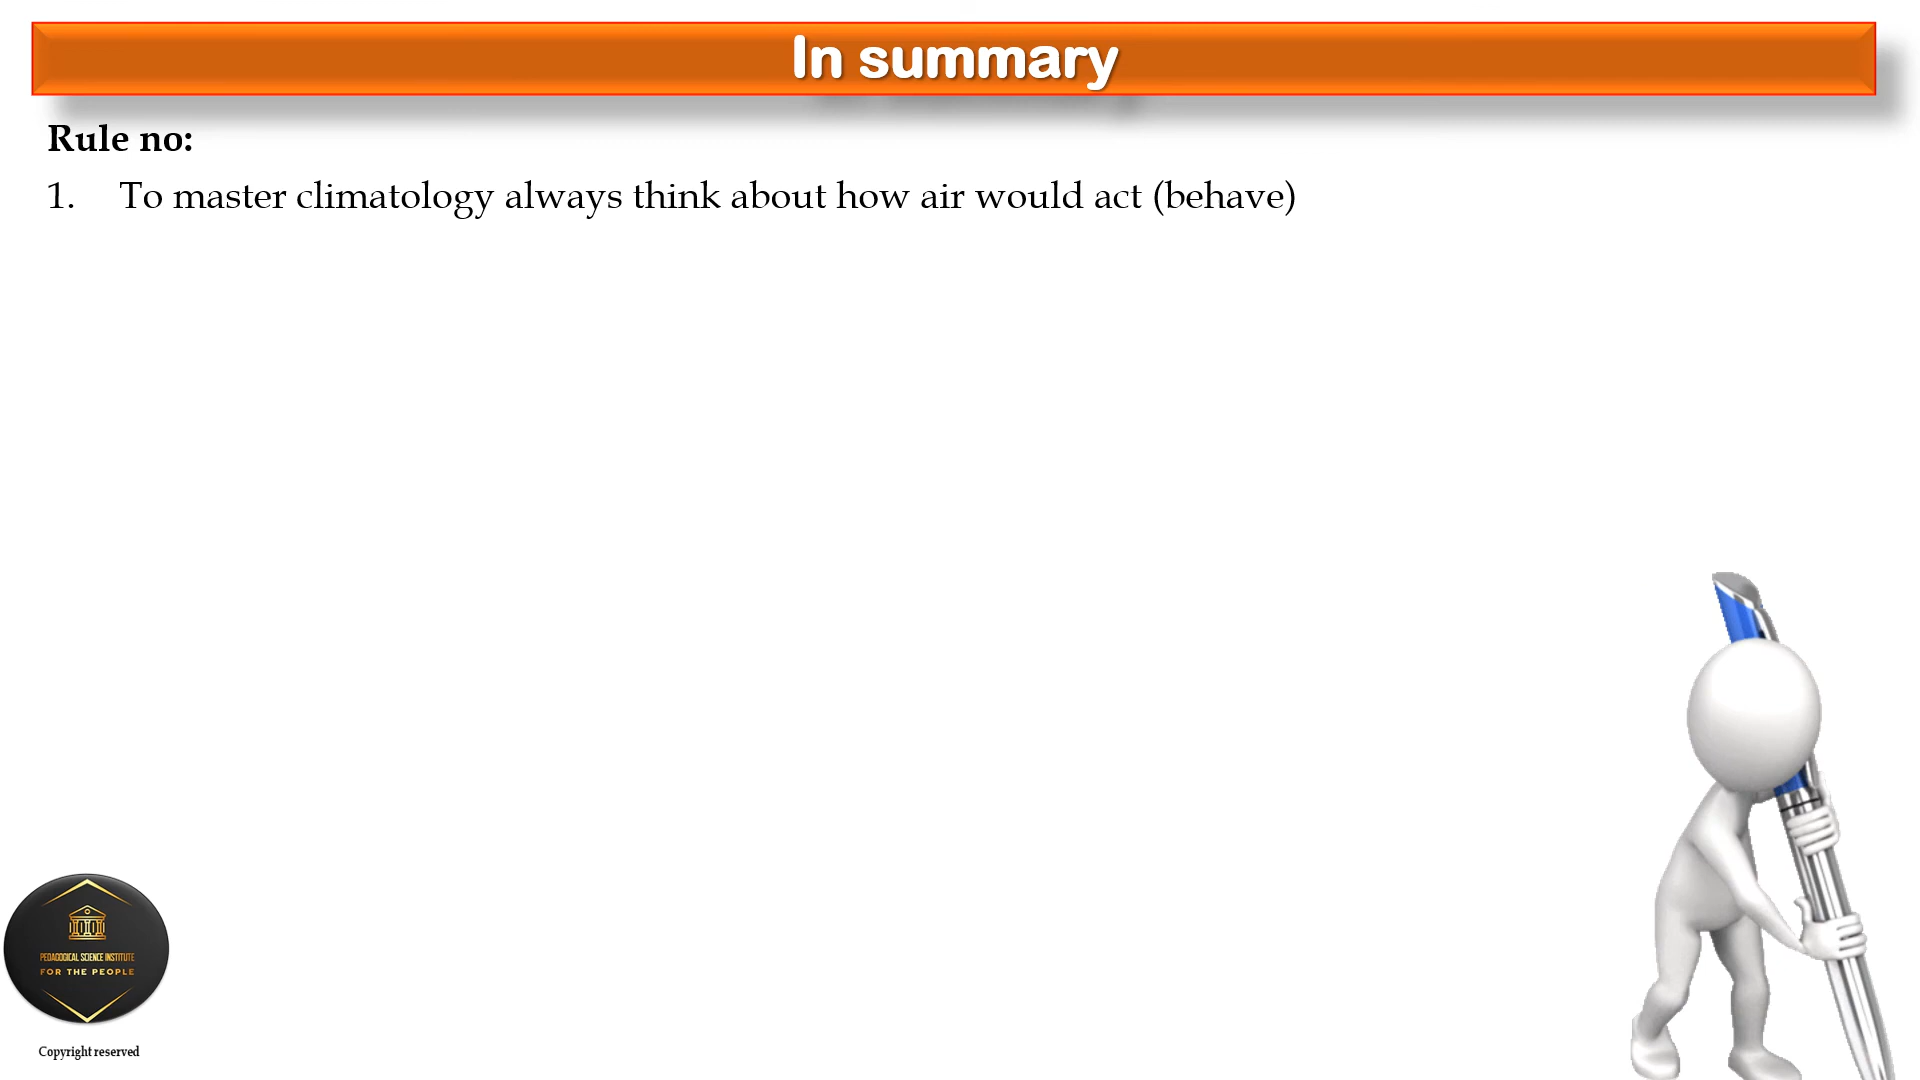 In summary
Rule no:
1. To master climatology always think about how air would act (behave)
PEDAGOGICAL SCIENCE INSTITUTE
FOR THE PEOPLE
Copyright reserved